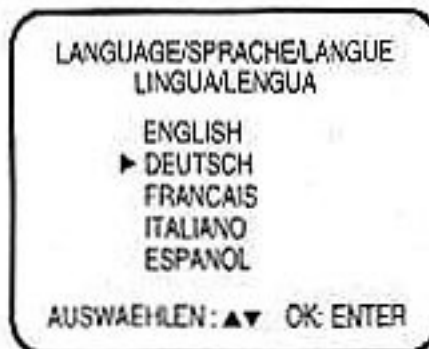 LANGUAGE/SPRACHE/LANGUE
LINGUA/LENGUA
ENGLISH
▶ DEUTSCH
FRANCAIS
ITALIANO
ESPANOL
AUSWAEHLEN : ▲▼ OK: ENTER